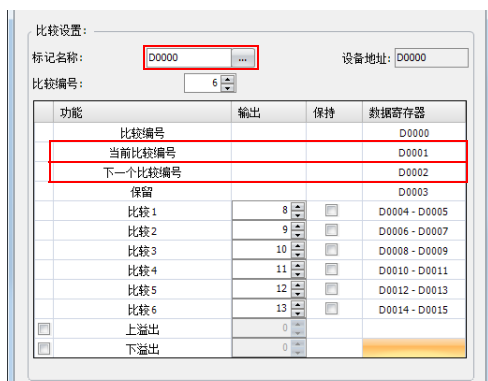 比较设置:
标记名称: D0000 ... 设备地址: D0000
比较编号: 6
功能 输出 保持 数据寄存器
比较编号 D0000
当前比较编号 D0001
下一个比较编号 D0002
保留 D0003
比较1 8 D0004 - D0005
比较2 9 D0006 - D0007
比较3 10 D0008 - D0009
比较4 11 D0010 - D0011
比较5 12 D0012 - D0013
比较6 13 D0014 - D0015
上溢出 0
下溢出 0